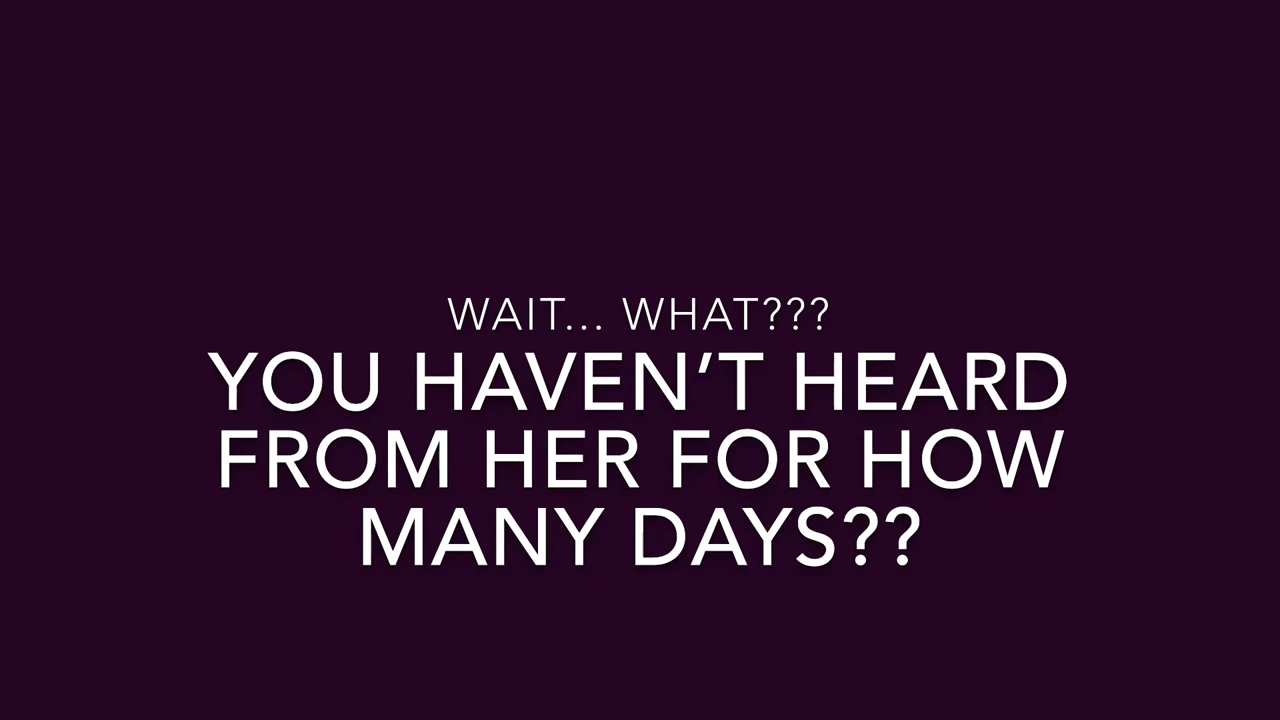 WAIT... WHAT???
YOU HAVEN’T HEARD
FROM HER FOR HOW
MANY DAYS??